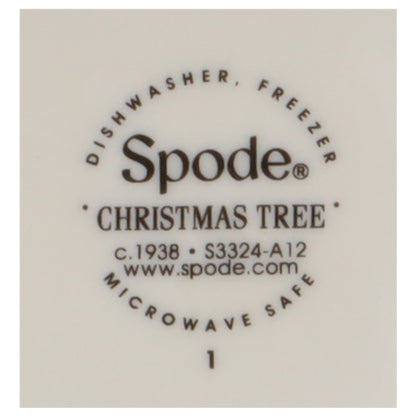 DISHWASHER, FREEZER
Spode®
· CHRISTMAS TREE ·
c.1938 · S3324-A12
www.spode.com
MICROWAVE SAFE
1